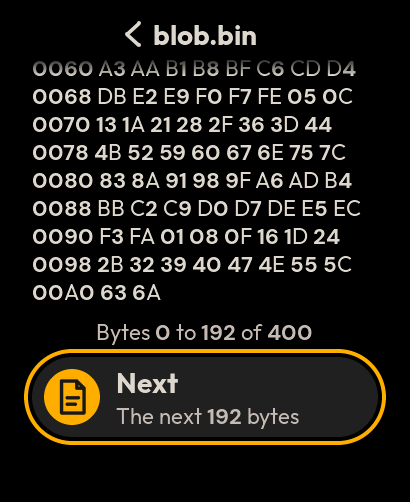 blob.bin
0060 A3 AA B1 B8 BF C6 CD D4
0068 DB E2 E9 F0 F7 FE 05 0C
0070 13 1A 21 28 2F 36 3D 44
0078 4B 52 59 60 67 6E 75 7C
0080 83 8A 91 98 9F A6 AD B4
0088 BB C2 C9 D0 D7 DE E5 EC
0090 F3 FA 01 08 0F 16 1D 24
0098 2B 32 39 40 47 4E 55 5C
00A0 63 6A
Bytes 0 to 192 of 400
Next
The next 192 bytes